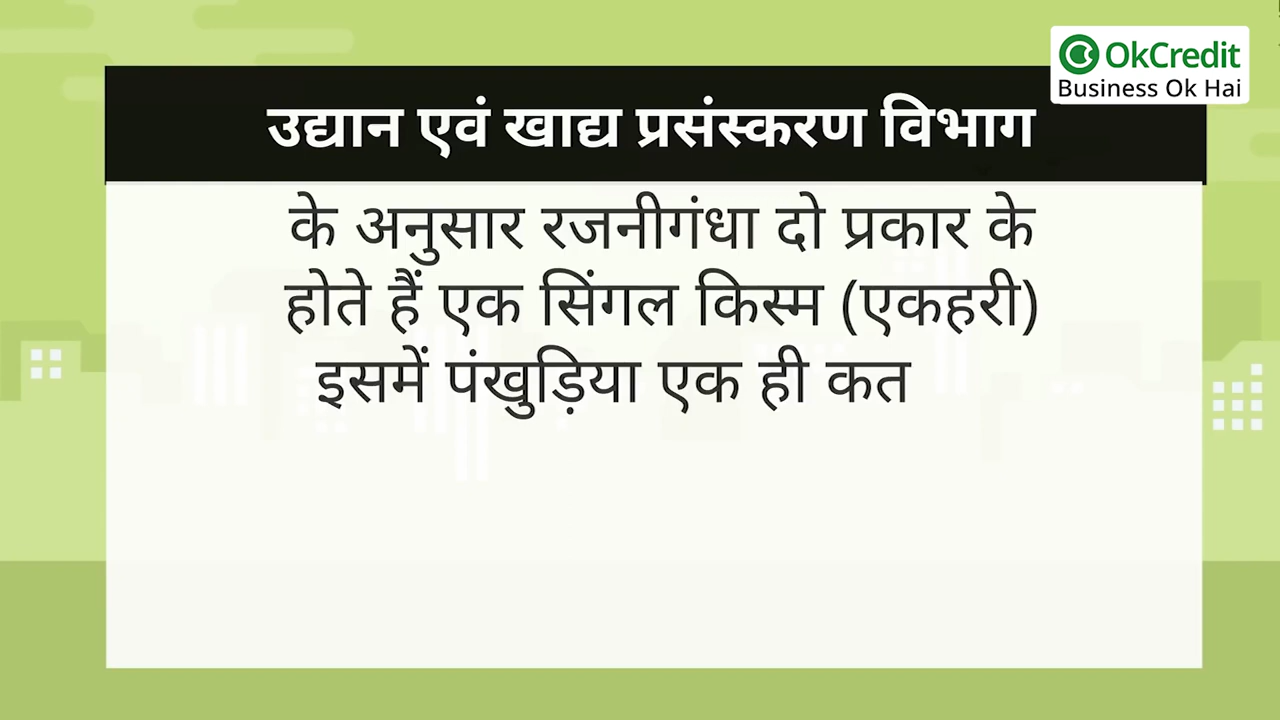 OkCredit
Business Ok Hai
उद्यान एवं खाद्य प्रसंस्करण विभाग
के अनुसार रजनीगंधा दो प्रकार के
होते हैं एक सिंगल किस्म (एकहरी)
इसमें पंखुड़िया एक ही कत